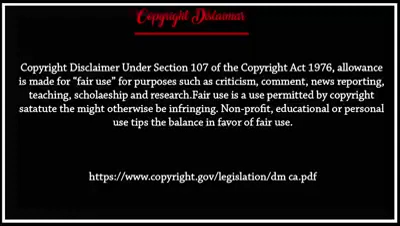 Copyright Disclaimar
Copyright Disclaimer Under Section 107 of the Copyright Act 1976, allowance
is made for "fair use" for purposes such as criticism, comment, news reporting,
teaching, scholaeship and research.Fair use is a use permitted by copyright
satatute the might otherwise be infringing. Non-profit, educational or personal
use tips the balance in favor of fair use.
https://www.copyright.gov/legislation/dm ca.pdf